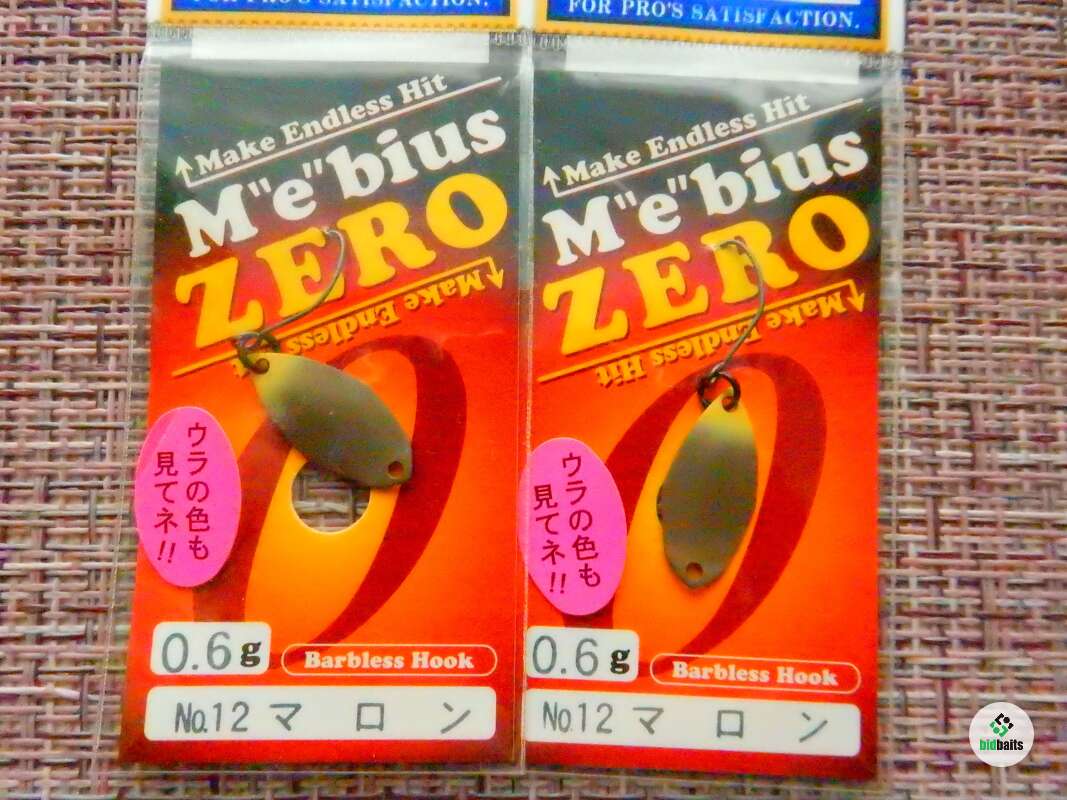 FOR PRO'S SATISFACTION.
Make Endless Hit
M"e"bius
ZERO
Make Endless Hit
ウラの色も
見てネ!!
0.6g
Barbless Hook
No.12 マロン
FOR PRO'S SATISFACTION.
Make Endless Hit
M"e"bius
ZERO
Make Endless Hit
ウラの色も
見てネ!!
0.6g
Barbless Hook
No.12 マロン
bidbaits